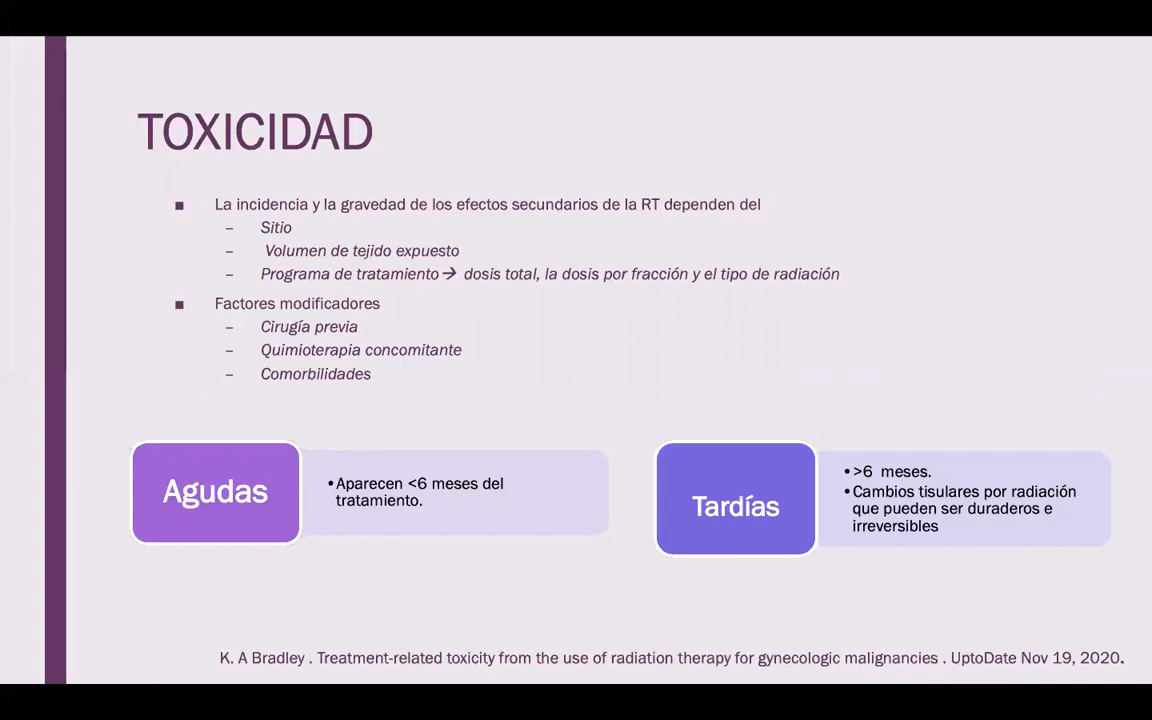 TOXICIDAD
■ La incidencia y la gravedad de los efectos secundarios de la RT dependen del
– Sitio
– Volumen de tejido expuesto
– Programa de tratamiento→ dosis total, la dosis por fracción y el tipo de radiación
■ Factores modificadores
– Cirugía previa
– Quimioterapia concomitante
– Comorbilidades
Agudas
•Aparecen <6 meses del
tratamiento.
Tardías
•>6 meses.
•Cambios tisulares por radiación
que pueden ser duraderos e
irreversibles
K. A Bradley . Treatment-related toxicity from the use of radiation therapy for gynecologic malignancies . UptoDate Nov 19, 2020.